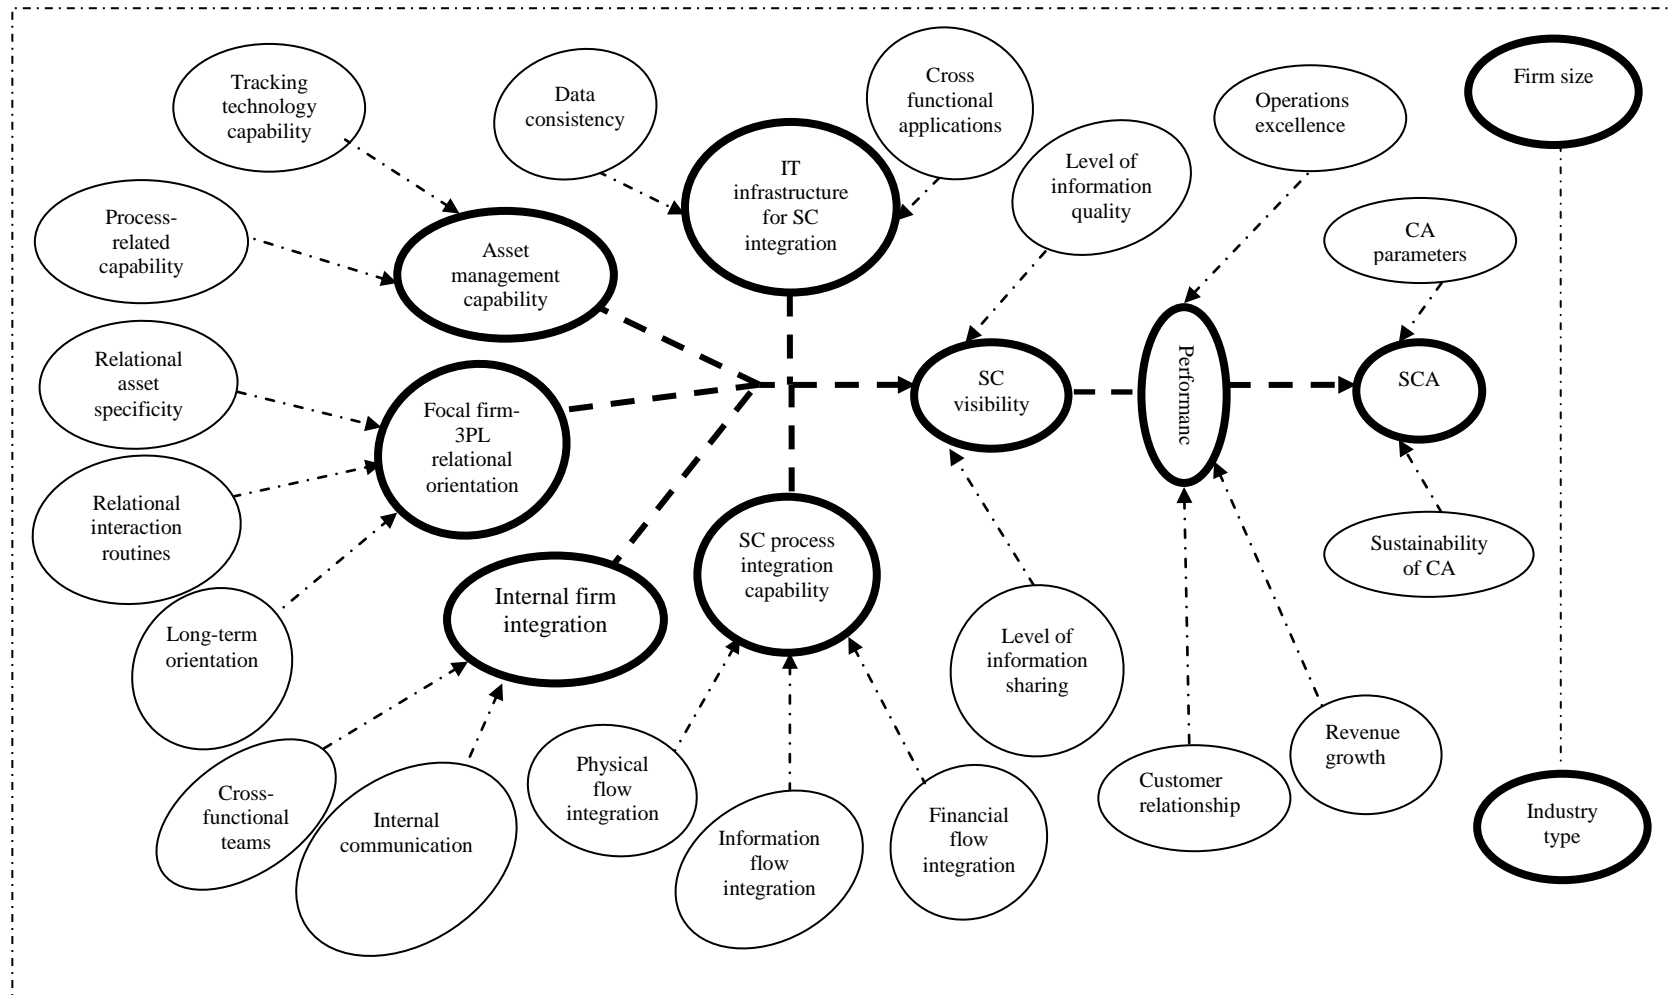 Tracking
technology
capability
Data
consistency
Cross
functional
applications
Operations
excellence
Firm size
IT
infrastructure
for SC
integration
Level of
information
quality
Process-
related
capability
Asset
management
capability
CA
parameters
Relational
asset
specificity
Focal firm-
3PL
relational
orientation
SC
visibility
Performanc
SCA
Relational
interaction
routines
SC process
integration
capability
Sustainability
of CA
Internal firm
integration
Long-term
orientation
Level of
information
sharing
Cross-
functional
teams
Internal
communication
Physical
flow
integration
Information
flow
integration
Financial
flow
integration
Customer
relationship
Revenue
growth
Industry
type